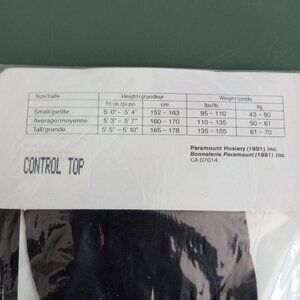 Size/taille Height/grandeur Weight/poids
Ft.-in./pi-po cm lbs/lb kg
Small/petite 5' 0" - 5' 4" 152 - 163 95 - 110 43 - 50
Average/moyenne 5' 3" - 5' 7" 160 - 170 110 - 135 50 - 61
Tall/grande 5' 5" - 5' 10" 165 - 178 135 - 155 61 - 70
Paramount Hosiery (1991) Inc.
Bonneterie Paramount (1991) Inc.
CA 07014
CONTROL TOP